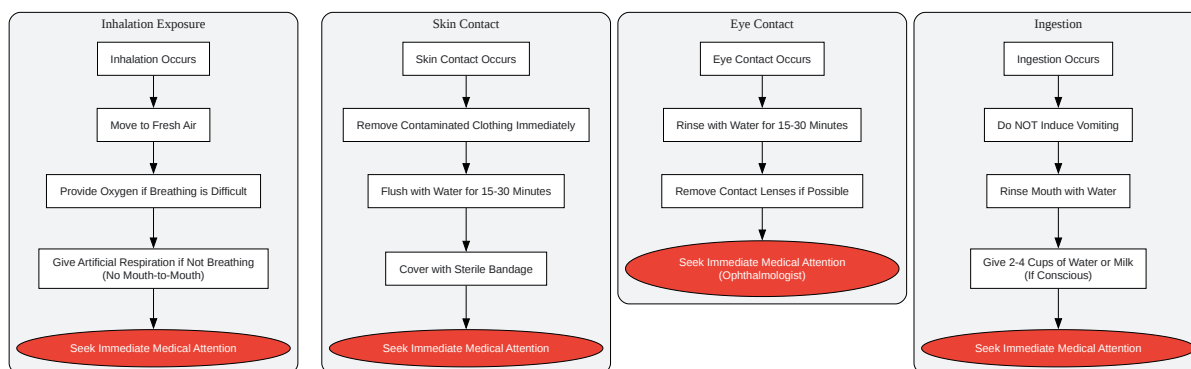 Inhalation Exposure
Inhalation Occurs
Move to Fresh Air
Provide Oxygen if Breathing is Difficult
Give Artificial Respiration if Not Breathing
(No Mouth-to-Mouth)
Seek Immediate Medical Attention
Skin Contact
Skin Contact Occurs
Remove Contaminated Clothing Immediately
Flush with Water for 15-30 Minutes
Cover with Sterile Bandage
Seek Immediate Medical Attention
Eye Contact
Eye Contact Occurs
Rinse with Water for 15-30 Minutes
Remove Contact Lenses if Possible
Seek Immediate Medical Attention
(Ophthalmologist)
Ingestion
Ingestion Occurs
Do NOT Induce Vomiting
Rinse Mouth with Water
Give 2-4 Cups of Water or Milk
(If Conscious)
Seek Immediate Medical Attention